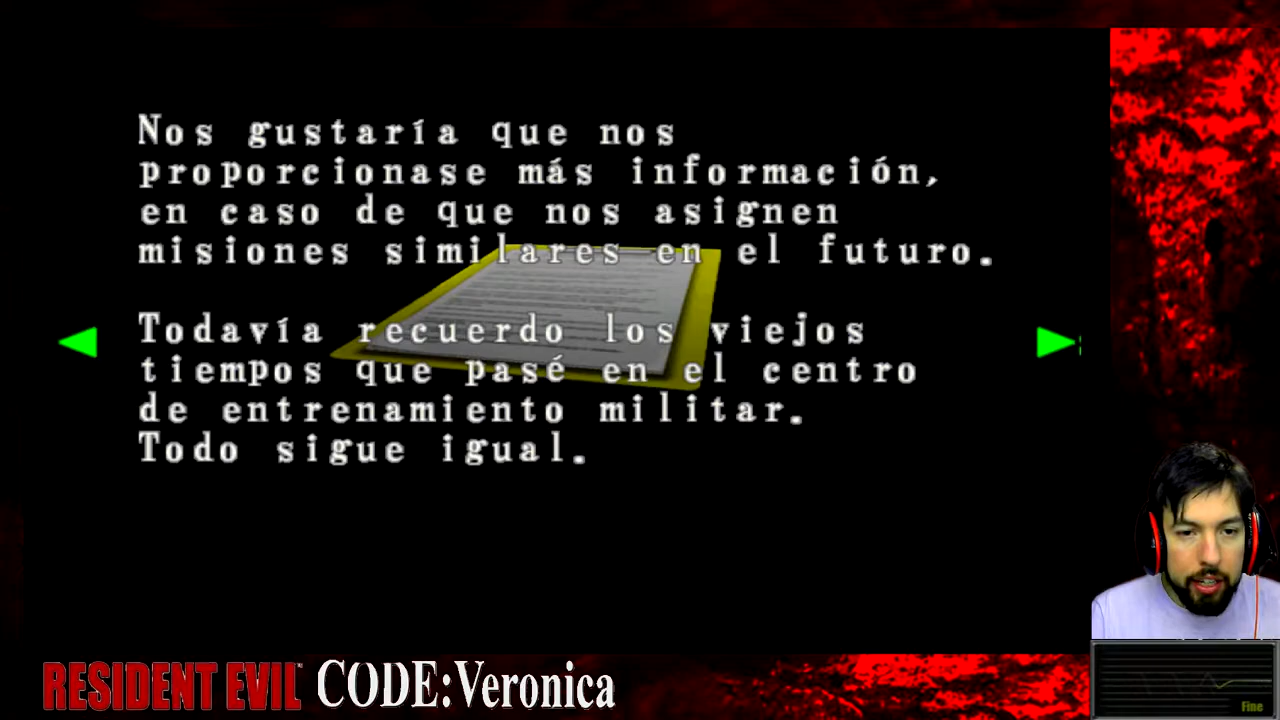 Nos gustaría que nos
proporcionase más información,
en caso de que nos asignen
misiones similares en el futuro.
Todavía recuerdo los viejos
tiempos que pasé en el centro
de entrenamiento militar.
Todo sigue igual.
RESIDENT EVIL CODE:Veronica
Fine